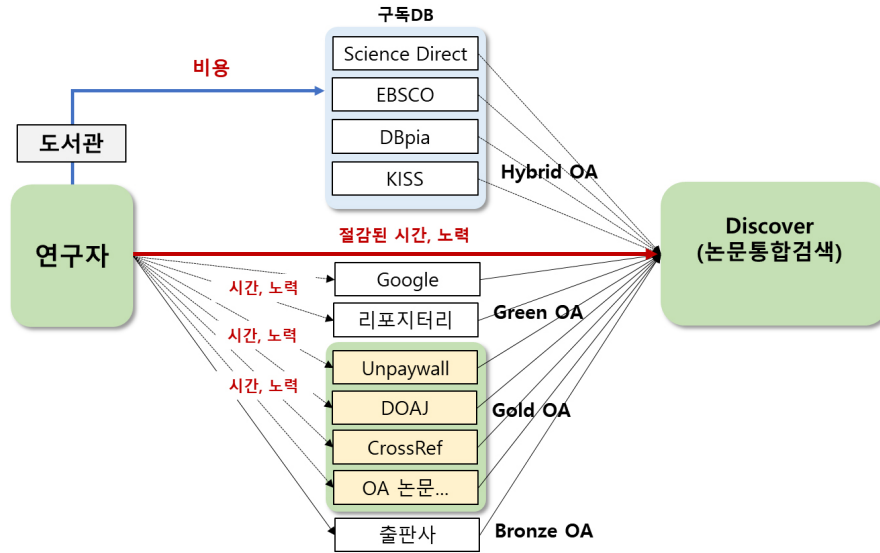 구독DB
Science Direct
비용
EBSCO
도서관
DBpia
KISS
Hybrid OA
연구자
절감된 시간, 노력
Discover
(논문통합검색)
Google
시간, 노력
리포지터리
Green OA
시간, 노력
Unpaywall
시간, 노력
DOAJ
Gold OA
CrossRef
OA 논문...
출판사
Bronze OA